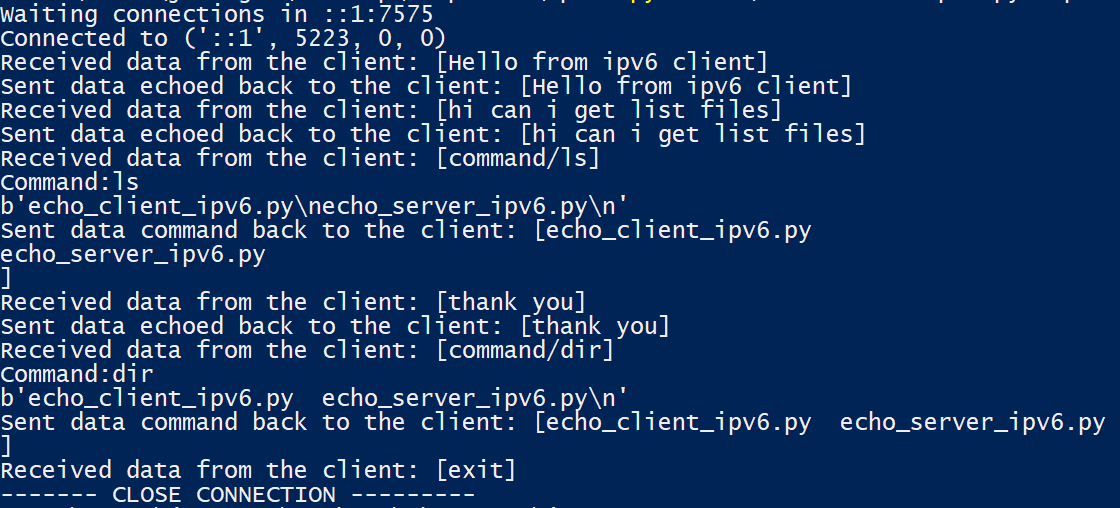 Waiting connections in ::1:7575
Connected to ('::1', 5223, 0, 0)
Received data from the client: [Hello from ipv6 client]
Sent data echoed back to the client: [Hello from ipv6 client]
Received data from the client: [hi can i get list files]
Sent data echoed back to the client: [hi can i get list files]
Received data from the client: [command/ls]
Command:ls
b'echo_client_ipv6.py\necho_server_ipv6.py\n'
Sent data command back to the client: [echo_client_ipv6.py
echo_server_ipv6.py
]
Received data from the client: [thank you]
Sent data echoed back to the client: [thank you]
Received data from the client: [command/dir]
Command:dir
b'echo_client_ipv6.py  echo_server_ipv6.py\n'
Sent data command back to the client: [echo_client_ipv6.py  echo_server_ipv6.py
]
Received data from the client: [exit]
------- CLOSE CONNECTION ---------